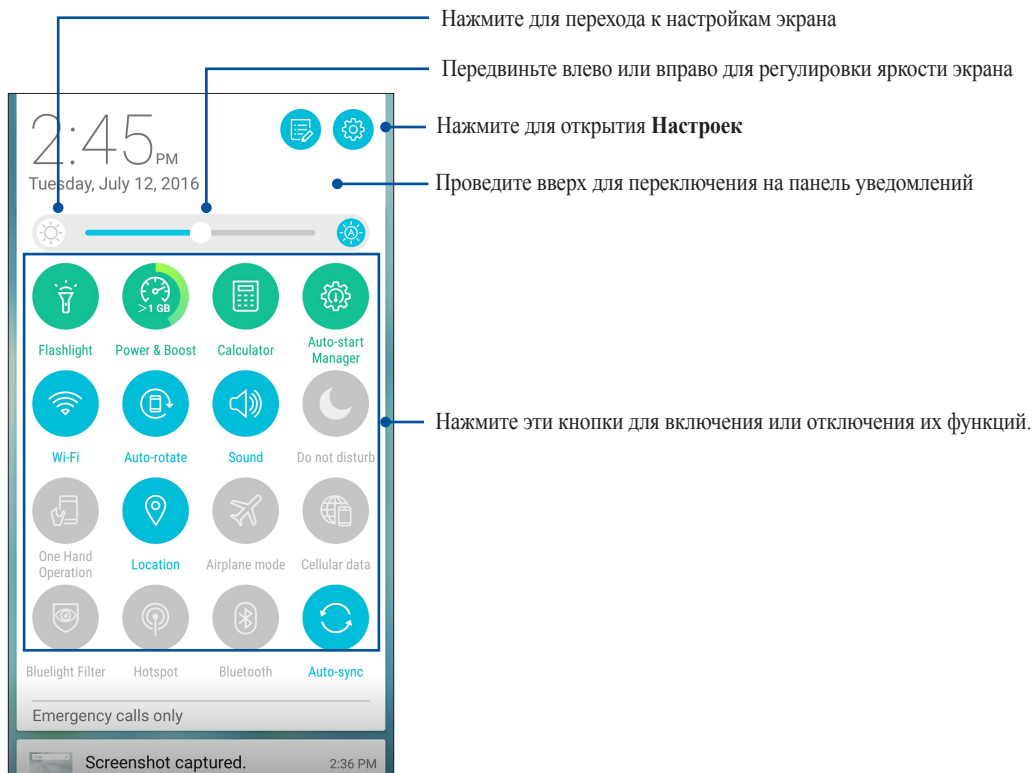 Нажмите для перехода к настройкам экрана
Передвиньте влево или вправо для регулировки яркости экрана
2:45 PM
Нажмите для открытия Настроек
Tuesday, July 12, 2016
Проведите вверх для переключения на панель уведомлений
A
>1 GB
Flashlight
Power & Boost
Calculator
Auto-start
Manager
Нажмите эти кнопки для включения или отключения их функций.
Wi-Fi
Auto-rotate
Sound
Do not disturb
One Hand
Operation
Location
Airplane mode
Cellular data
Bluelight Filter
Hotspot
Bluetooth
Auto-sync
Emergency calls only
Screenshot captured.
2:36 PM